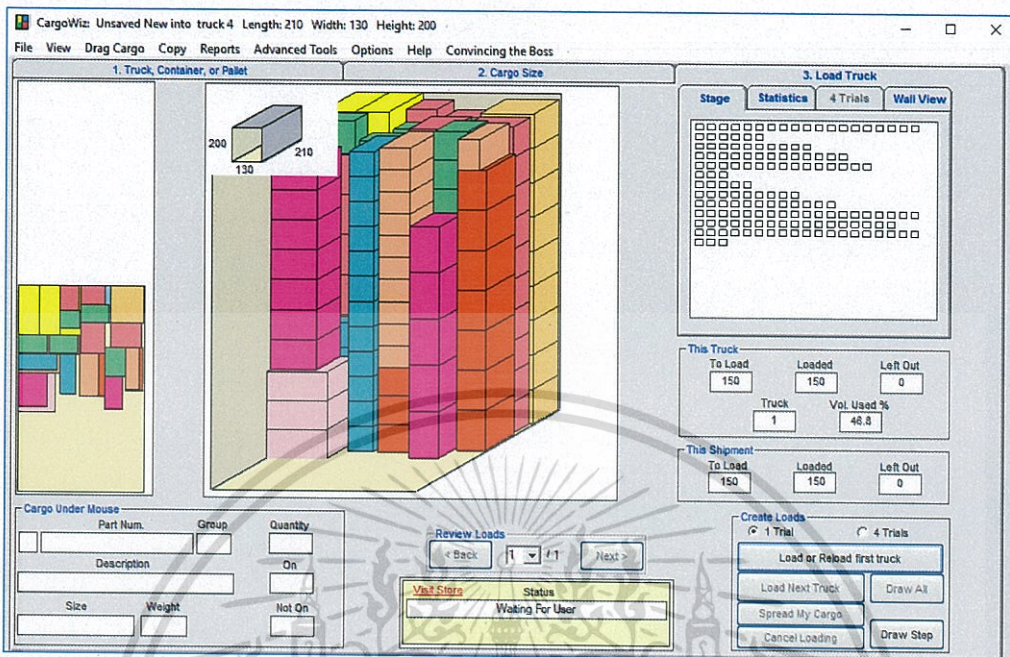 CargoWiz: Unsaved New into truck 4 Length: 210 Width: 130 Height: 200
File View Drag Cargo Copy Reports Advanced Tools Options Help Convincing the Boss
1. Truck, Container, or Pallet
2. Cargo Size
3. Load Truck
Stage Statistics 4 Trials Wall View
200
210
130
This Truck
To Load Loaded Left Out
150 150 0
Truck Vol. Used %
1 46.8
This Shipment
To Load Loaded Left Out
150 150 0
Cargo Under Mouse
Part Num. Group Quantity
Description On
Size Weight Not On
Review Loads
< Back 1 / 1 Next >
Visit Store Status
Waiting For User
Create Loads
1 Trial 4 Trials
Load or Reload first truck
Load Next Truck Draw All
Spread My Cargo
Cancel Loading Draw Step